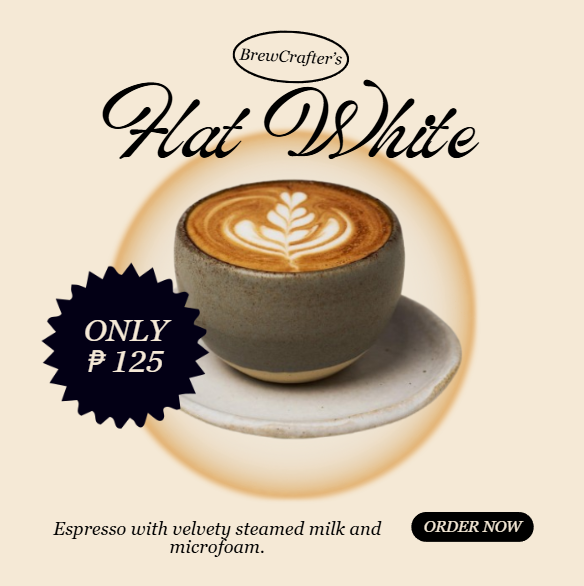 BrewCrafter's
Flat White
ONLY
₱ 125
Espresso with velvety steamed milk and
microfoam.
ORDER NOW